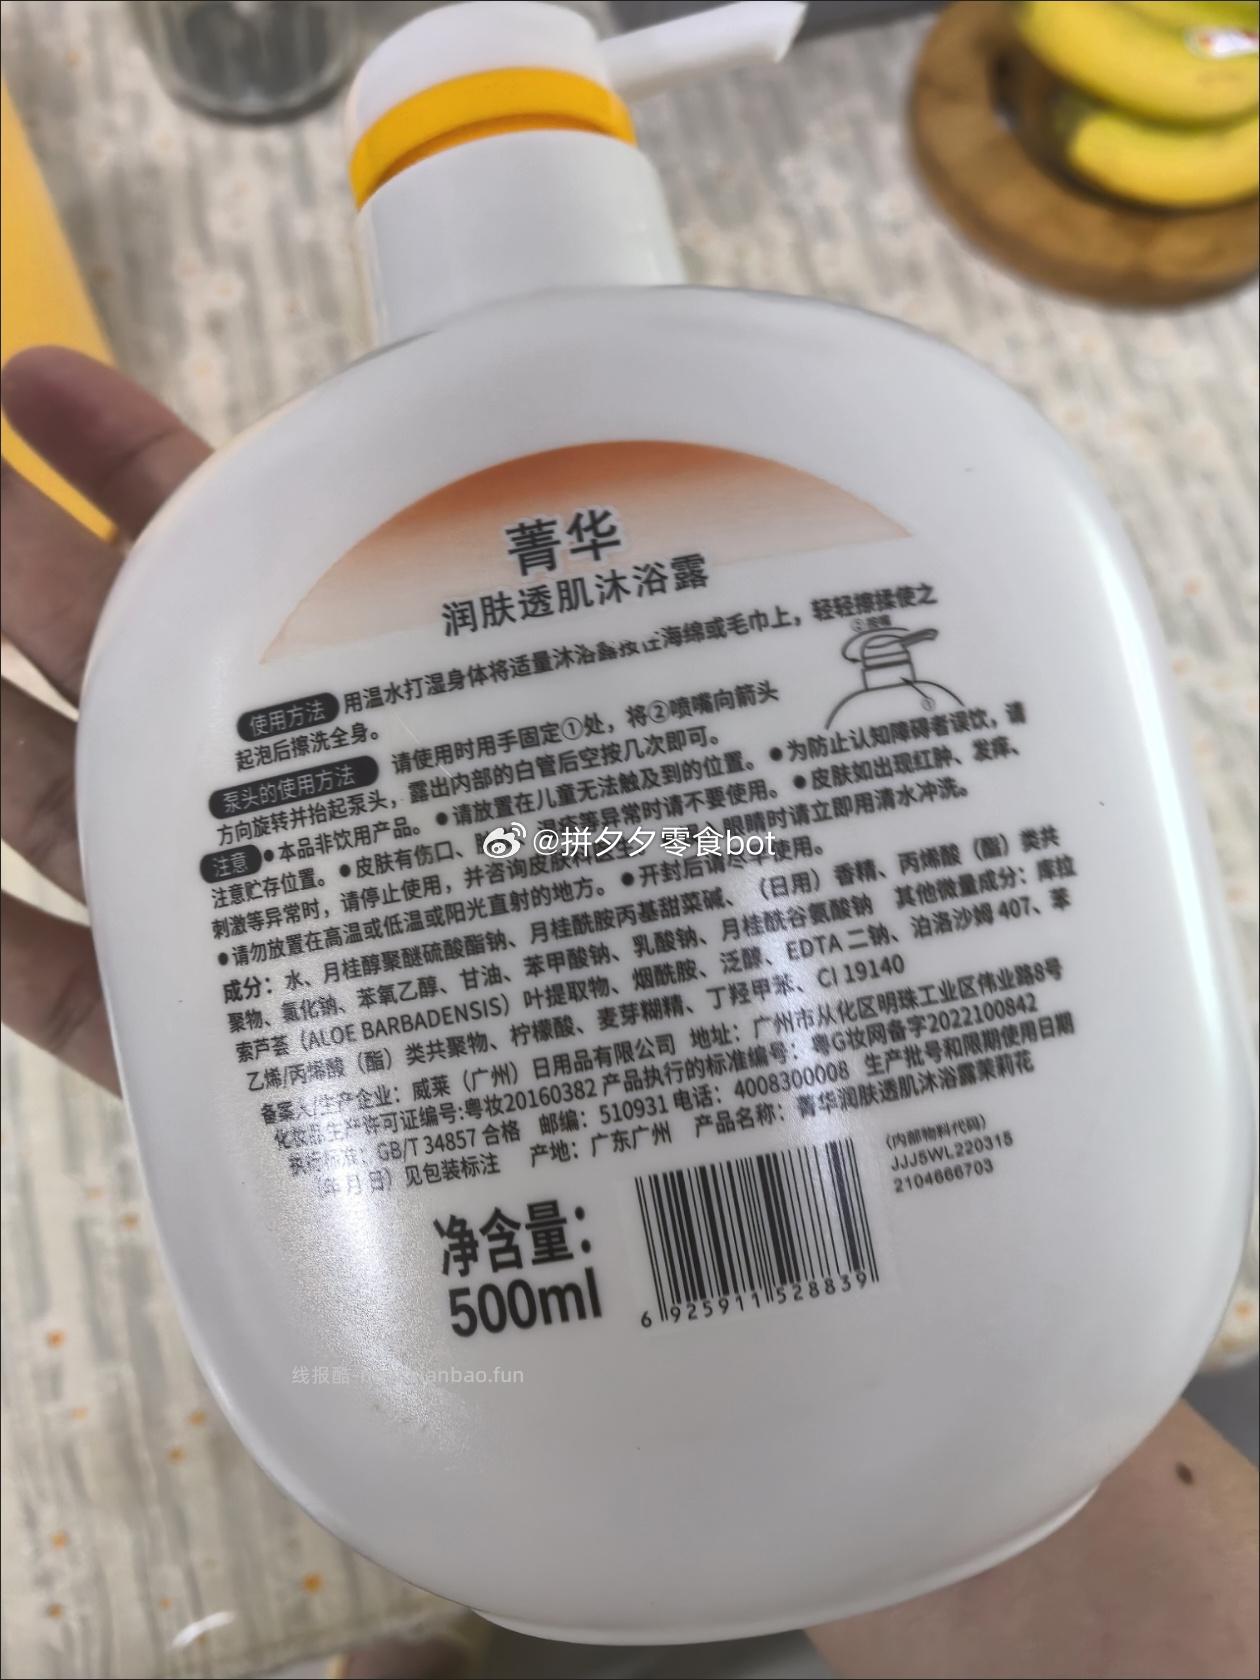 菁华
润肤透肌沐浴露
使用方法 用温水打湿身体将适量沐浴露按在海绵或毛巾上，轻轻擦揉使之
起泡后擦洗全身。
②按嘴
①
泵头的使用方法 请使用时用手固定①处，将②喷嘴向箭头
方向旋转并抬起泵头，露出内部的白管后空按几次即可。
注意 ●本品非饮用产品。 ●请放置在儿童无法触及到的位置。 ●为防止认知障碍者误饮，请
注意贮存位置。 ●皮肤有伤口、湿疹等异常时请不要使用。 ●皮肤如出现红肿、发痒、
刺激等异常时，请停止使用，并咨询皮肤科医生 眼睛时请立即用清水冲洗。
●请勿放置在高温或低温或阳光直射的地方。 ●开封后请尽早使用。
成分：水、月桂醇聚醚硫酸酯钠、月桂酰胺丙基甜菜碱、（日用）香精、丙烯酸（酯）类共
聚物、氯化钠、苯氧乙醇、甘油、苯甲酸钠、乳酸钠、月桂酰谷氨酸钠 其他微量成分：库拉
索芦荟（ALOE BARBADENSIS）叶提取物、烟酰胺、泛醇、EDTA 二钠、泊洛沙姆 407、苯
乙烯/丙烯酸（酯）类共聚物、柠檬酸、麦芽糊精、丁羟甲苯、CI 19140
备案人/生产企业：威莱（广州）日用品有限公司 地址：广州市从化区明珠工业区伟业路8号
化妆品生产许可证编号:粤妆20160382 产品执行的标准编号：粤G妆网备字2022100842
执行标准：GB/T 34857 合格 邮编：510931 电话：4008300008 生产批号和限期使用日期
（年月日）见包装标注 产地：广东广州 产品名称：菁华润肤透肌沐浴露茉莉花
(内部物料代码)
JJJ5WL220315
2104666703
净含量：
500ml
6 925911 528839
@拼夕夕零食bot
线报酷 anbao.fun